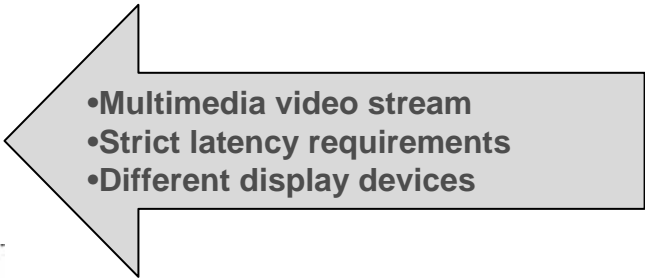 •Multimedia video stream
•Strict latency requirements
•Different display devices